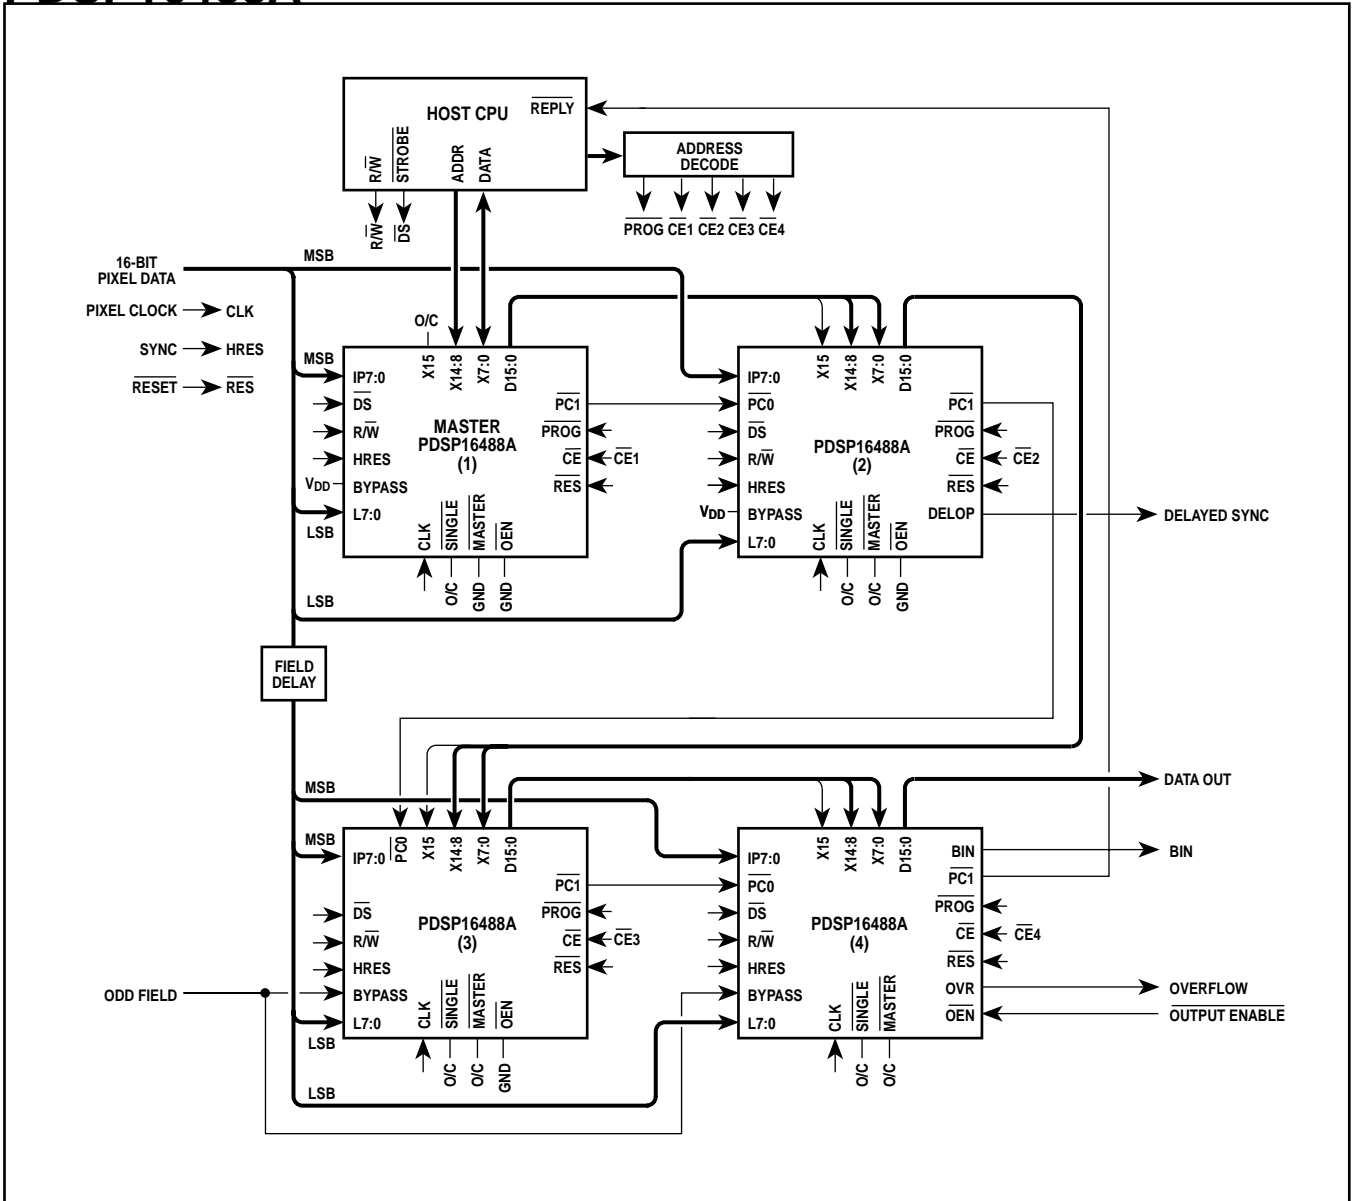 HOST CPU
REPLY
R/W
STROBE
ADDR
DATA
ADDRESS
DECODE
R/W
DS
PROG CE1 CE2 CE3 CE4
16-BIT
PIXEL DATA
MSB
PIXEL CLOCK
CLK
SYNC
HRES
RESET
RES
O/C
MSB
X15
X14:8
X7:0
D15:0
IP7:0
DS
R/W
HRES
VDD
BYPASS
L7:0
LSB
MASTER
PDSP16488A
(1)
PC1
PROG
CE
CE1
RES
CLK
SINGLE
MASTER
OEN
O/C
GND
GND
LSB
X15
X14:8
X7:0
D15:0
IP7:0
PC0
DS
R/W
HRES
VDD
BYPASS
L7:0
PDSP16488A
(2)
PC1
PROG
CE
CE2
RES
DELOP
DELAYED SYNC
CLK
SINGLE
MASTER
OEN
O/C
O/C
GND
FIELD
DELAY
MSB
MSB
PC0
X15
X14:8
X7:0
D15:0
IP7:0
DS
R/W
HRES
ODD FIELD
BYPASS
L7:0
LSB
PDSP16488A
(3)
PC1
PROG
CE
CE3
RES
CLK
SINGLE
MASTER
OEN
O/C
O/C
GND
LSB
X15
X14:8
X7:0
D15:0
DATA OUT
IP7:0
PC0
DS
R/W
HRES
BYPASS
L7:0
PDSP16488A
(4)
BIN
BIN
PC1
PROG
CE
CE4
RES
OVR
OVERFLOW
OEN
OUTPUT ENABLE
CLK
SINGLE
MASTER
O/C
O/C